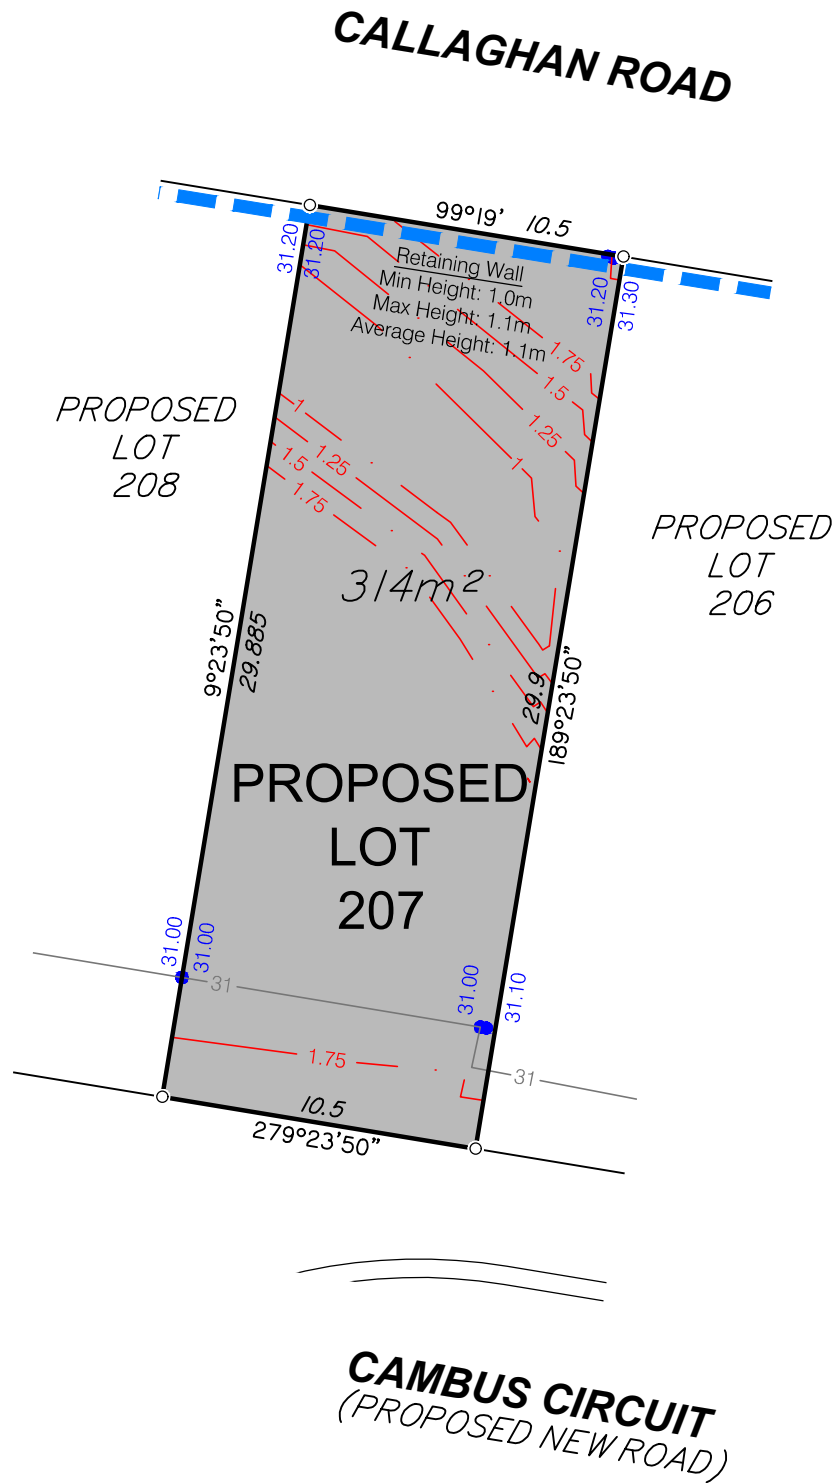 CALLAGHAN ROAD
99°19' 10.5
31.20
31.20
Retaining Wall
Min Height: 1.0m
Max Height: 1.1m
Average Height: 1.1m
31.20
31.30
1.75
1.5
1.25
1
PROPOSED
LOT
208
1
1.25
1.5
1.75
PROPOSED
LOT
206
314m²
9°23'50"
29.885
29.9
189°23'50"
PROPOSED
LOT
207
31.00
31.00
31
31.00
31.10
1.75
31
10.5
279°23'50"
CAMBUS CIRCUIT
(PROPOSED NEW ROAD)